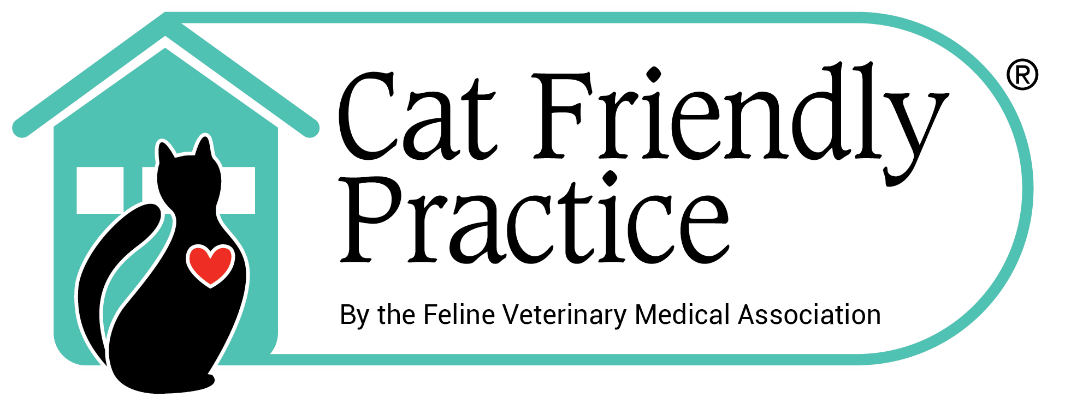 Cat Friendly ®
Practice
By the Feline Veterinary Medical Association